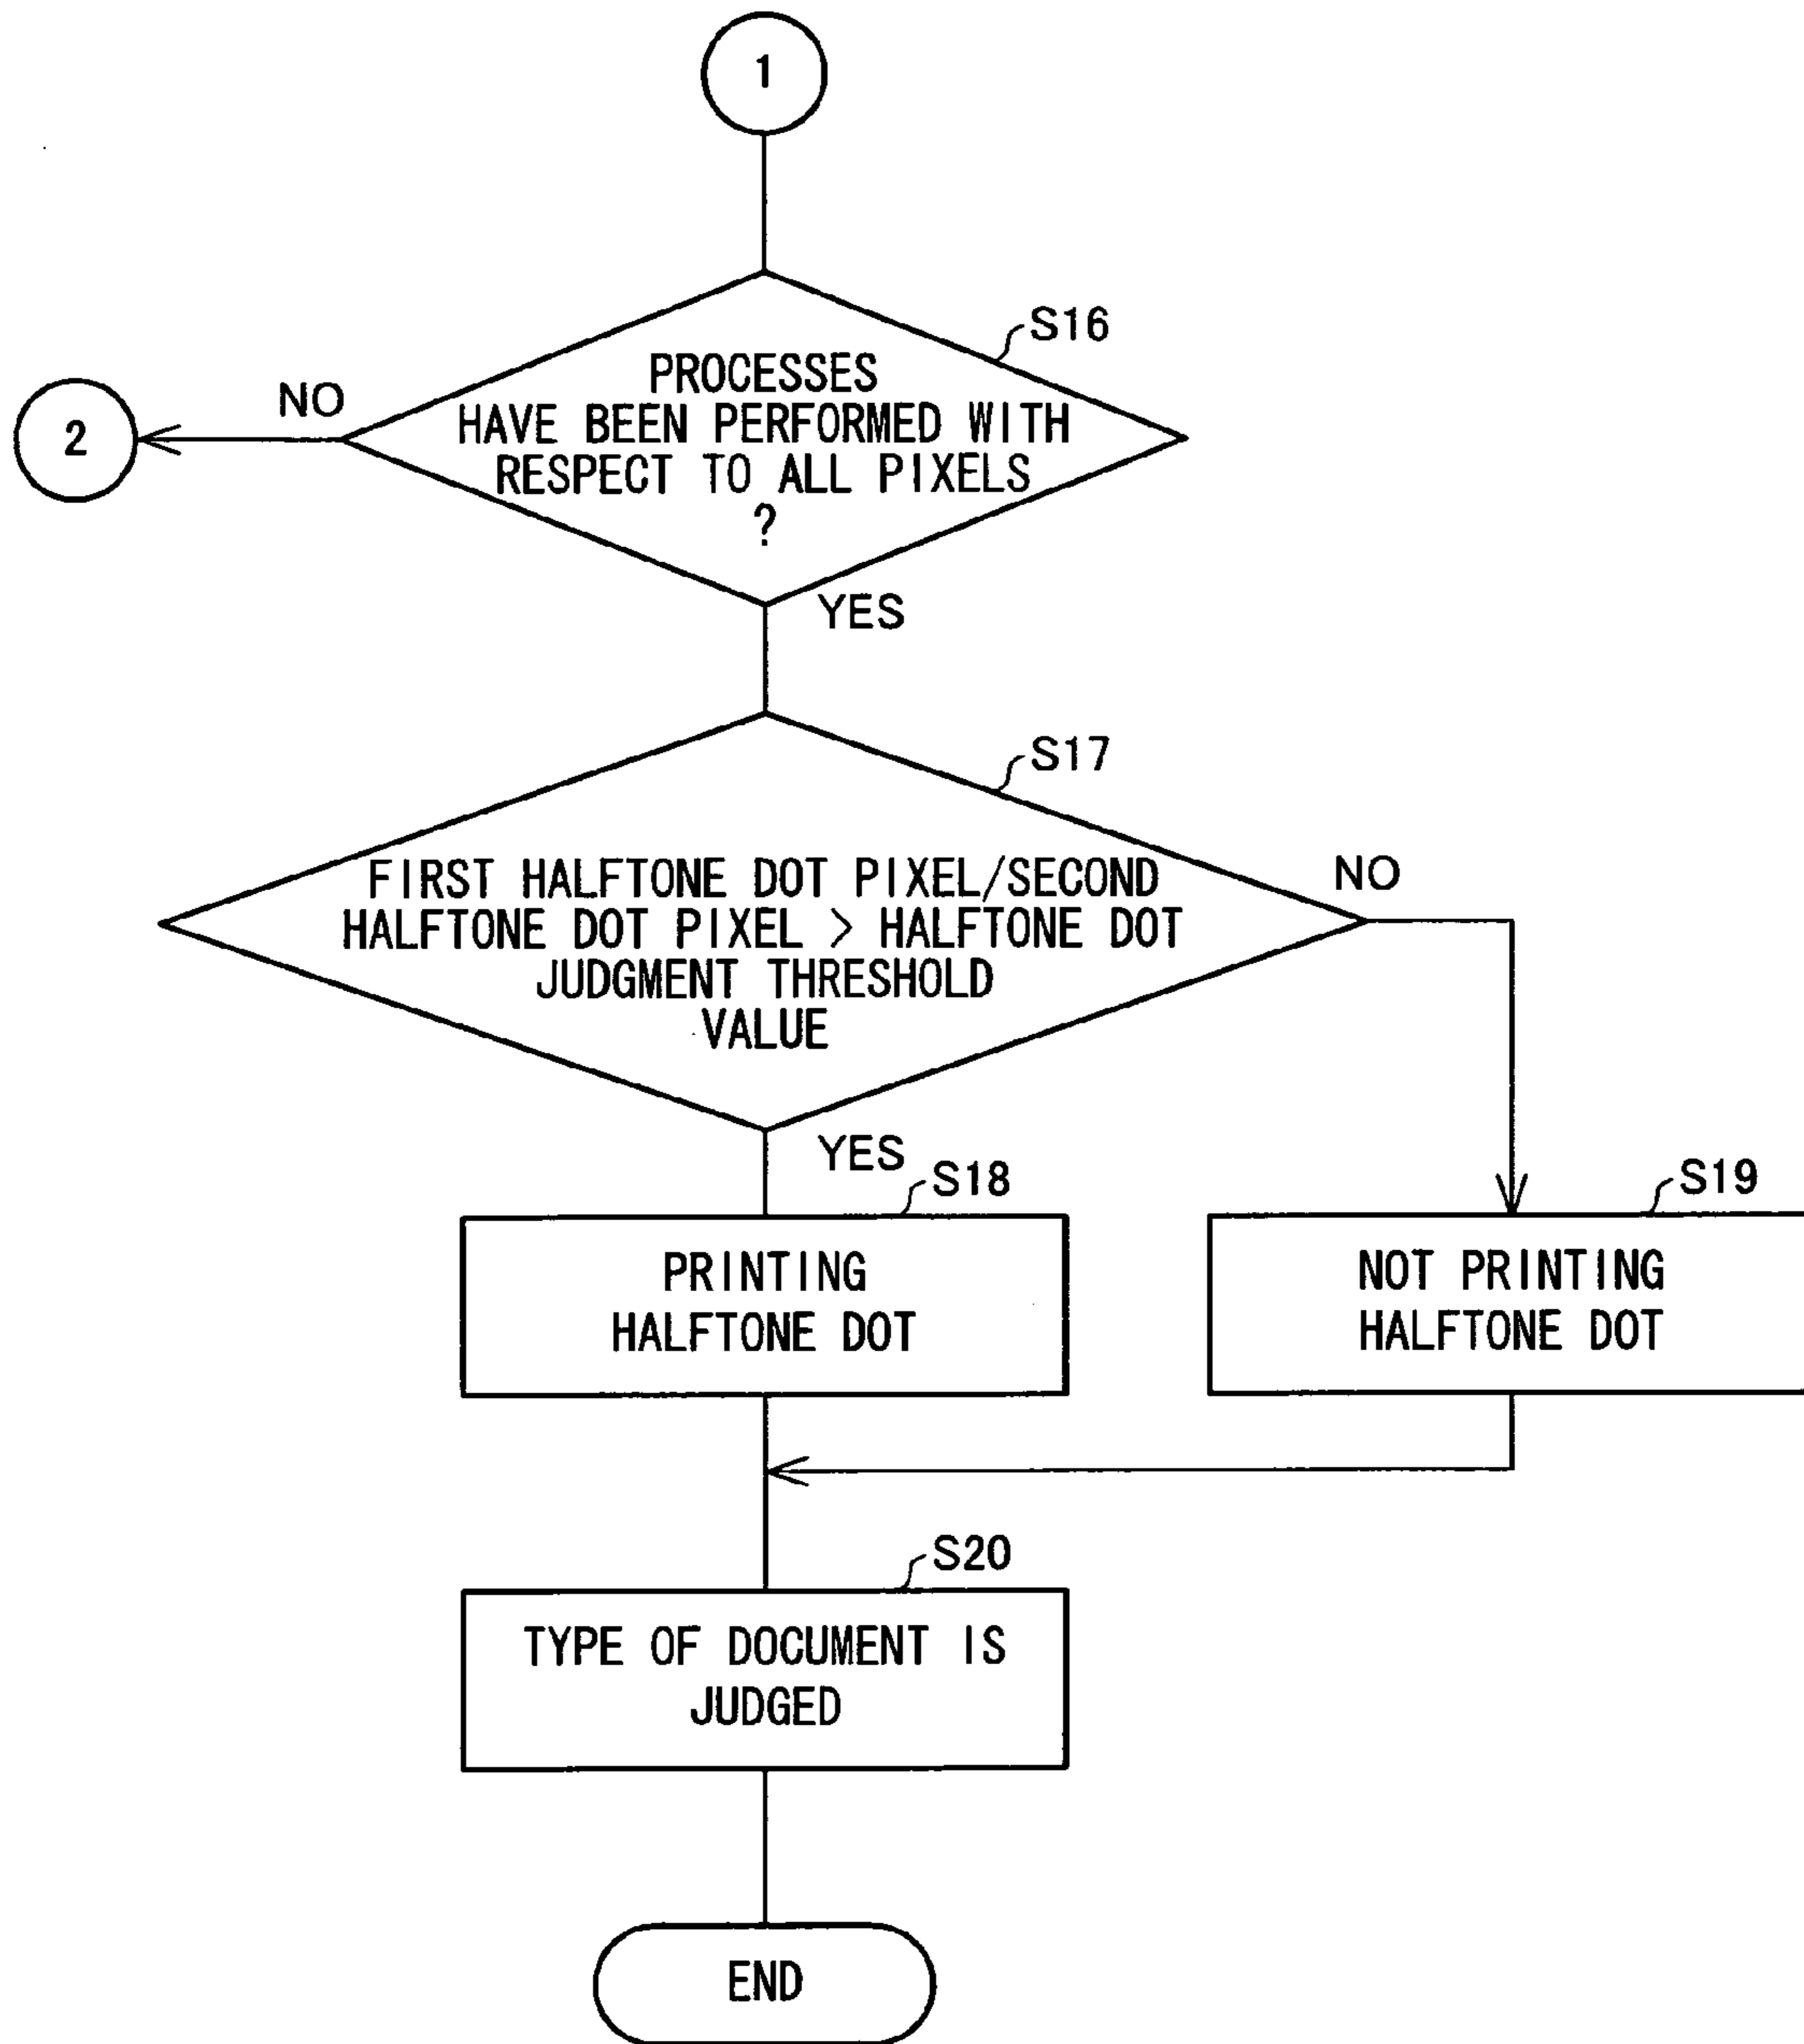 1
S16
PROCESSES
HAVE BEEN PERFORMED WITH
RESPECT TO ALL PIXELS
?
NO
2
YES
S17
FIRST HALFTONE DOT PIXEL/SECOND
HALFTONE DOT PIXEL > HALFTONE DOT
JUDGMENT THRESHOLD
VALUE
NO
YES
S18
PRINTING
HALFTONE DOT
S19
NOT PRINTING
HALFTONE DOT
S20
TYPE OF DOCUMENT IS
JUDGED
END